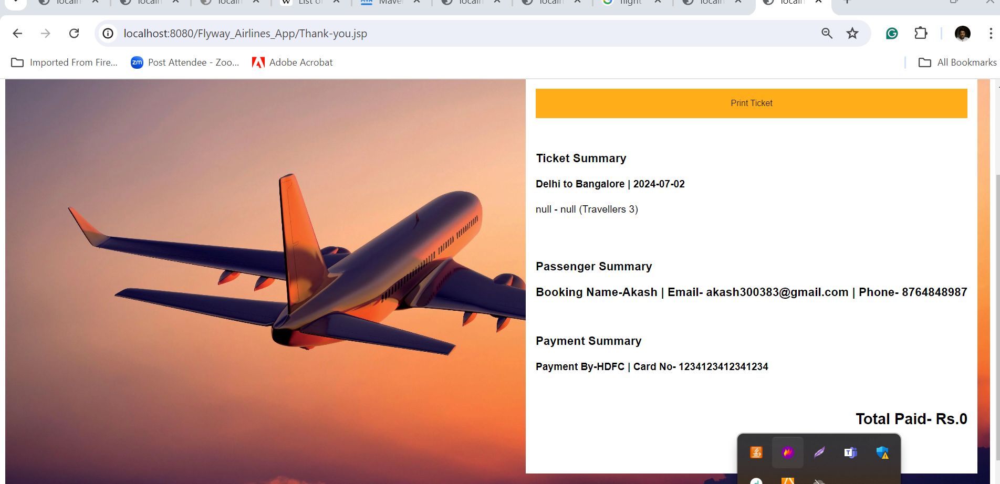 localhost:8080/Flyway_Airlines_App/Thank-you.jsp
Imported From Fire...
zm Post Attendee - Zoo...
Adobe Acrobat
All Bookmarks
Print Ticket
Ticket Summary
Delhi to Bangalore | 2024-07-02
null - null (Travellers 3)
Passenger Summary
Booking Name-Akash | Email- akash300383@gmail.com | Phone- 8764848987
Payment Summary
Payment By-HDFC | Card No- 1234123412341234
Total Paid- Rs.0